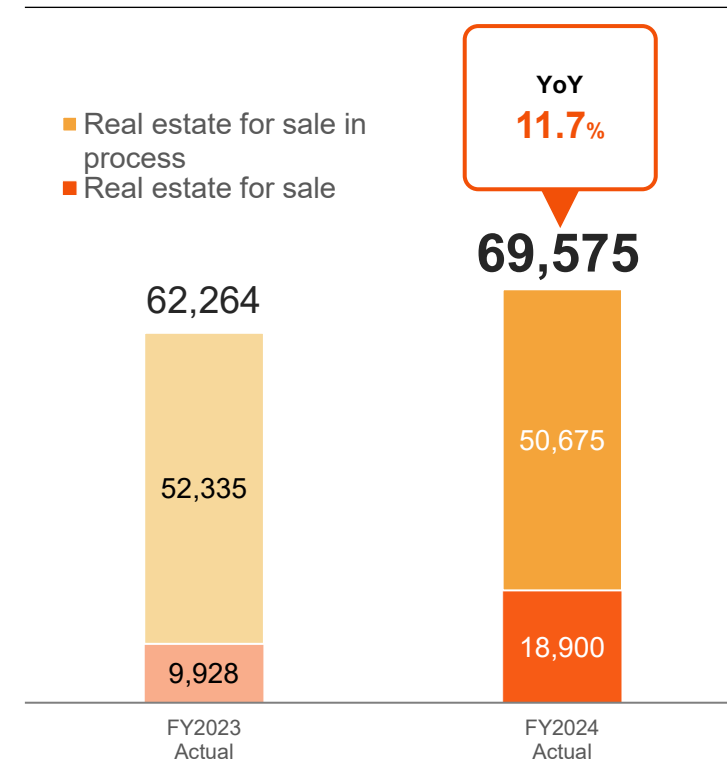 YoY
11.7%
Real estate for sale in
process
Real estate for sale
69,575
62,264
50,675
52,335
18,900
9,928
FY2023
Actual
FY2024
Actual